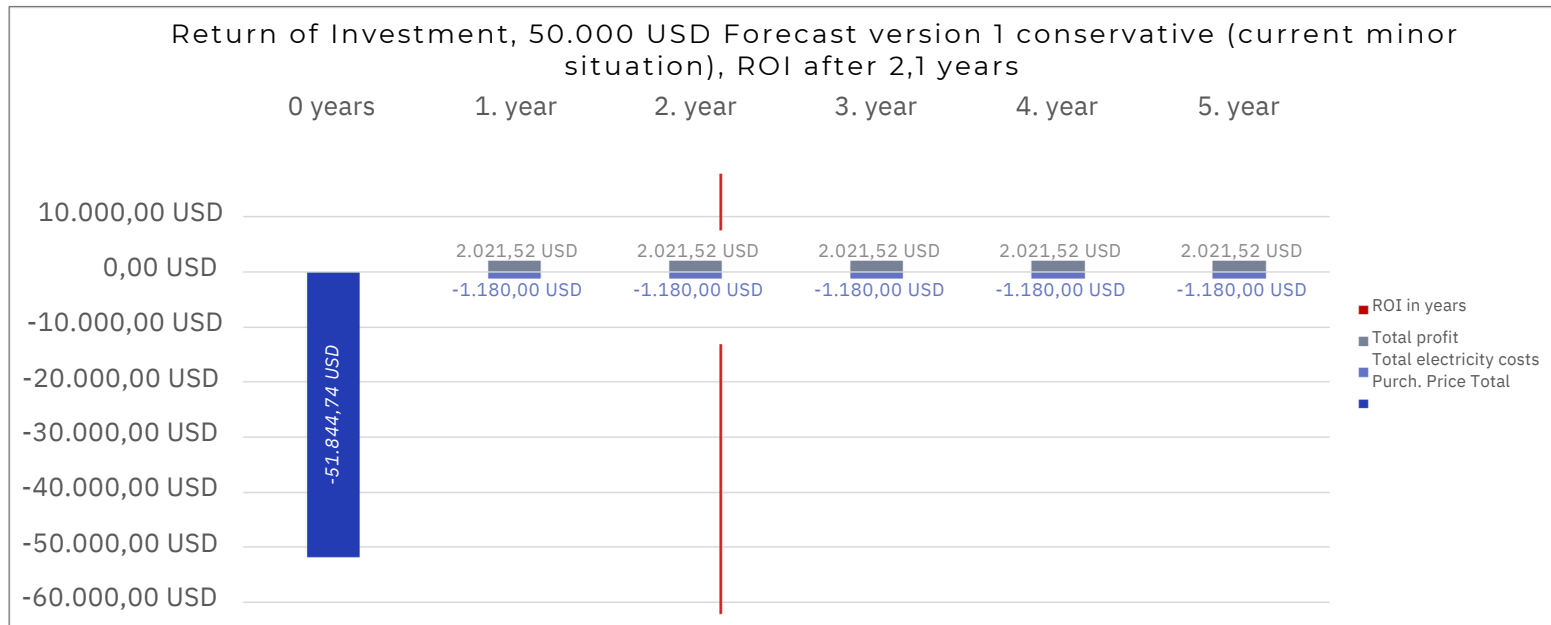 Return of Investment, 50.000 USD Forecast version 1 conservative (current minor
situation), ROI after 2,1 years
0 years 1. year 2. year 3. year 4. year 5. year
10.000,00 USD
2.021,52 USD 2.021,52 USD 2.021,52 USD 2.021,52 USD 2.021,52 USD
0,00 USD
-1.180,00 USD -1.180,00 USD -1.180,00 USD -1.180,00 USD -1.180,00 USD
-10.000,00 USD
-20.000,00 USD
-30.000,00 USD
-40.000,00 USD
-50.000,00 USD
-60.000,00 USD
-51.844,74 USD
ROI in years
Total profit
Total electricity costs
Purch. Price Total